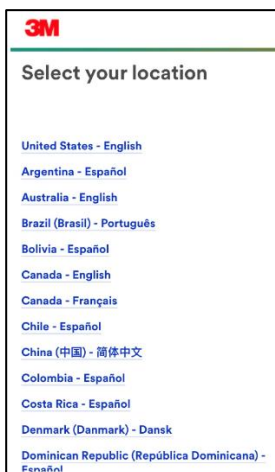 3M
Select your location
United States - English
Argentina - Español
Australia - English
Brazil (Brasil) - Português
Bolivia - Español
Canada - English
Canada - Français
Chile - Español
China (中国) - 简体中文
Colombia - Español
Costa Rica - Español
Denmark (Danmark) - Dansk
Dominican Republic (República Dominicana) -
Español